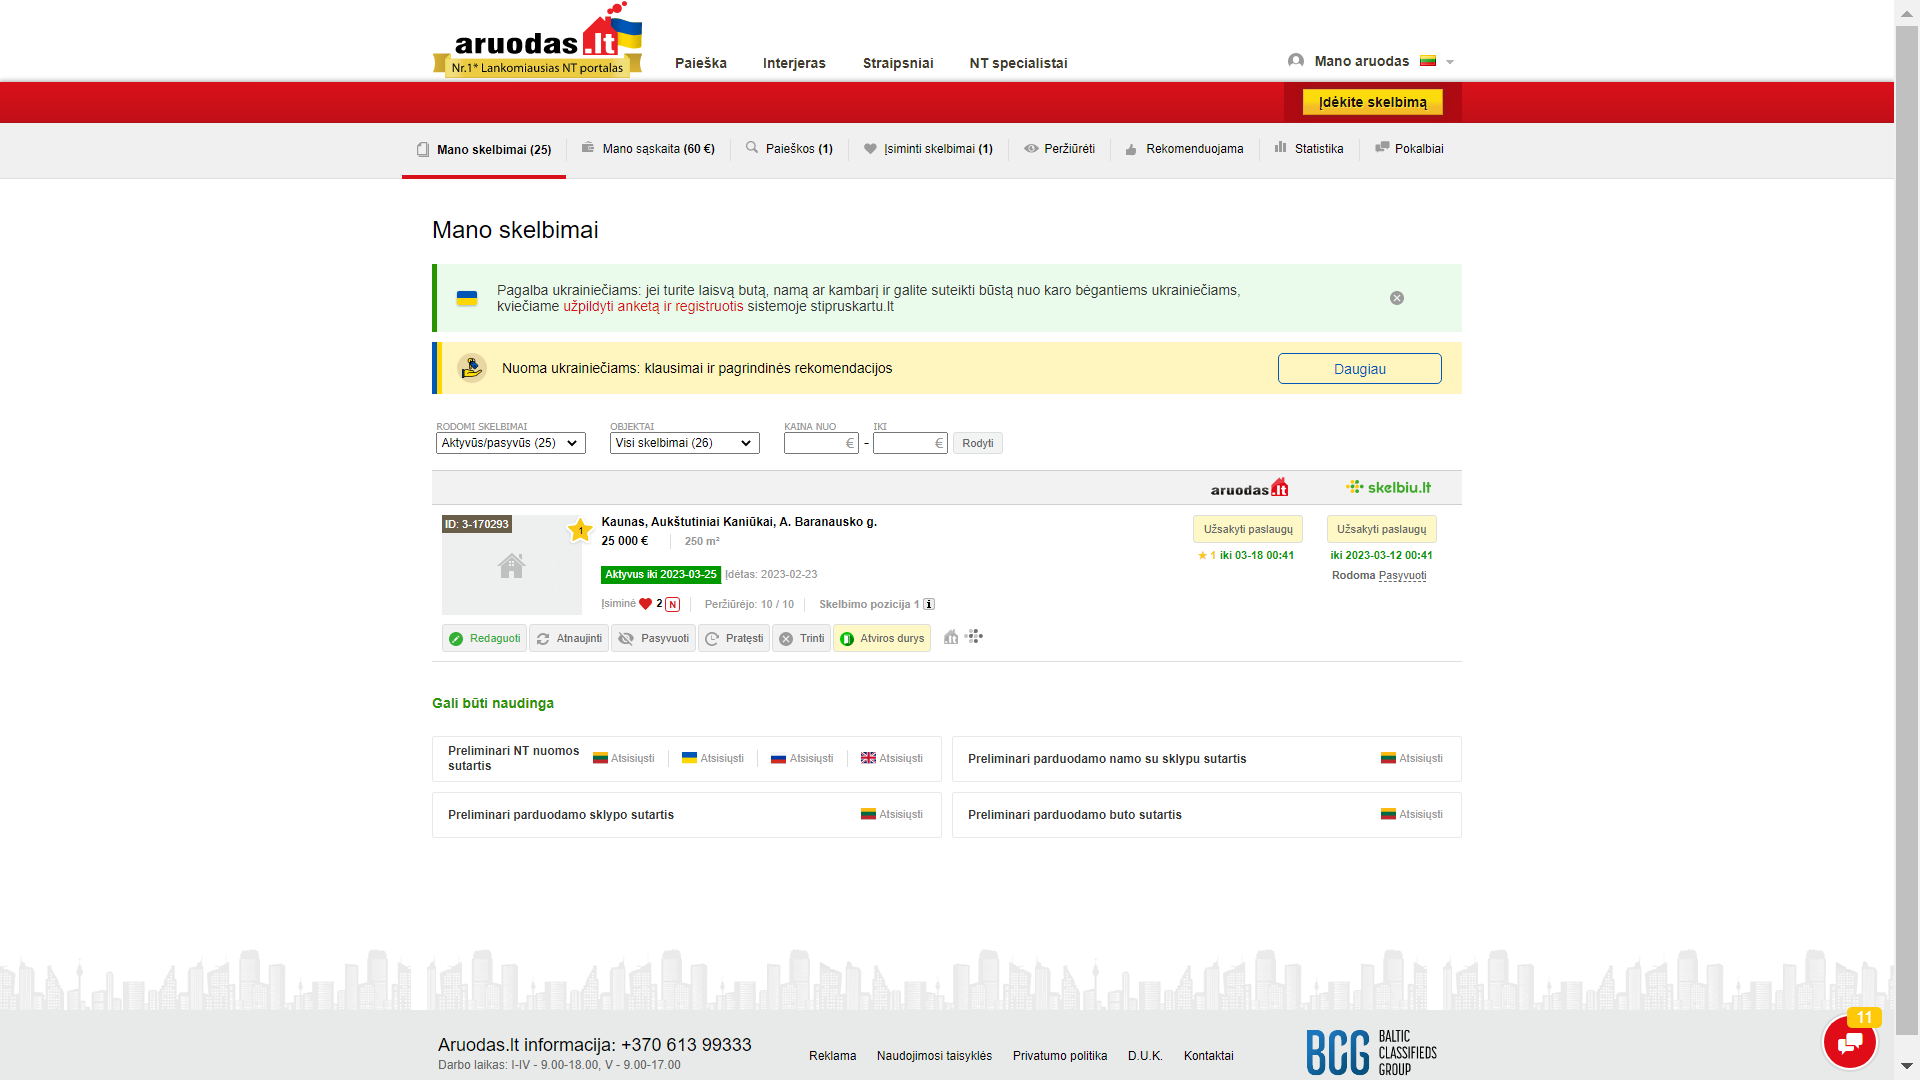 aruodas.lt
Nr.1* Lankomiausias NT portalas
Paieška
Interjeras
Straipsniai
NT specialistai
Mano aruodas
Įdėkite skelbimą
Mano skelbimai (25)
Mano sąskaita (60 €)
Paieškos (1)
Įsiminti skelbimai (1)
Peržiūrėti
Rekomenduojama
Statistika
Pokalbiai
Mano skelbimai
Pagalba ukrainiečiams: jei turite laisvą butą, namą ar kambarį ir galite suteikti būstą nuo karo bėgantiems ukrainiečiams,
kviečiame užpildyti anketą ir registruotis sistemoje stipruskartu.lt
Nuoma ukrainiečiams: klausimai ir pagrindinės rekomendacijos
Daugiau
RODOMI SKELBIMAI
OBJEKTAI
KAINA NUO
IKI
Aktyvūs/pasyvūs (25)
Visi skelbimai (26)
€ - €
Rodyti
aruodas.lt
skelbiu.lt
ID: 3-170293
1
Kaunas, Aukštutiniai Kaniūkai, A. Baranausko g.
25 000 €
250 m²
Aktyvus iki 2023-03-25
Įdėtas: 2023-02-23
Įsiminė 2 N
Peržiūrėjo: 10 / 10
Skelbimo pozicija 1 i
Užsakyti paslaugų
★ 1 iki 03-18 00:41
Užsakyti paslaugų
iki 2023-03-12 00:41
Rodoma Pasyvuoti
Redaguoti
Atnaujinti
Pasyvuoti
Pratęsti
Trinti
Atviros durys
Gali būti naudinga
Preliminari NT nuomos
sutartis
Atsisiųsti
Atsisiųsti
Atsisiųsti
Atsisiųsti
Preliminari parduodamo namo su sklypu sutartis
Atsisiųsti
Preliminari parduodamo sklypo sutartis
Atsisiųsti
Preliminari parduodamo buto sutartis
Atsisiųsti
Aruodas.lt informacija: +370 613 99333
Darbo laikas: I-IV - 9.00-18.00, V - 9.00-17.00
Reklama
Naudojimosi taisyklės
Privatumo politika
D.U.K.
Kontaktai
BCG
BALTIC
CLASSIFIEDS
GROUP
11